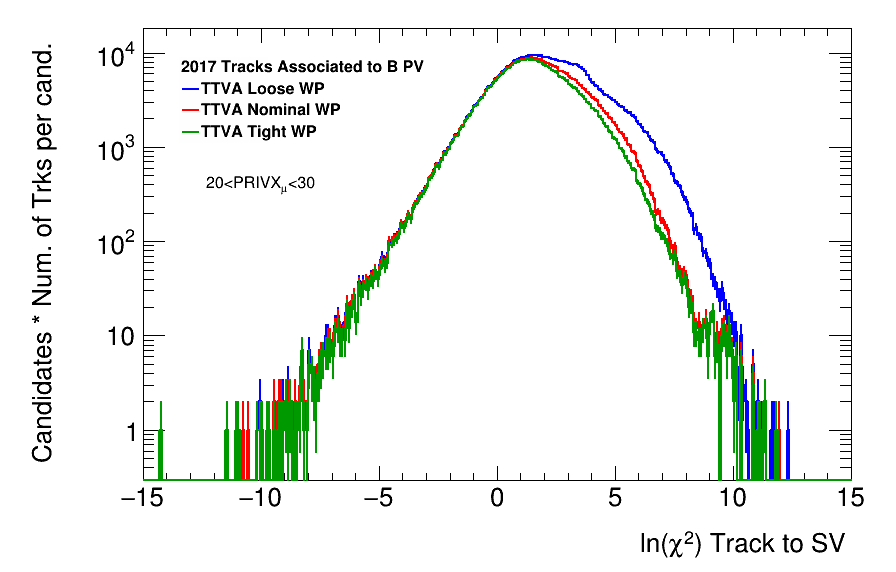 Candidates * Num. of Trks per cand.
10⁴
10³
10²
10
1
2017 Tracks Associated to B PV
TTVA Loose WP
TTVA Nominal WP
TTVA Tight WP
20<PRIVXμ<30
−15 −10 −5 0 5 10 15
ln(χ²) Track to SV